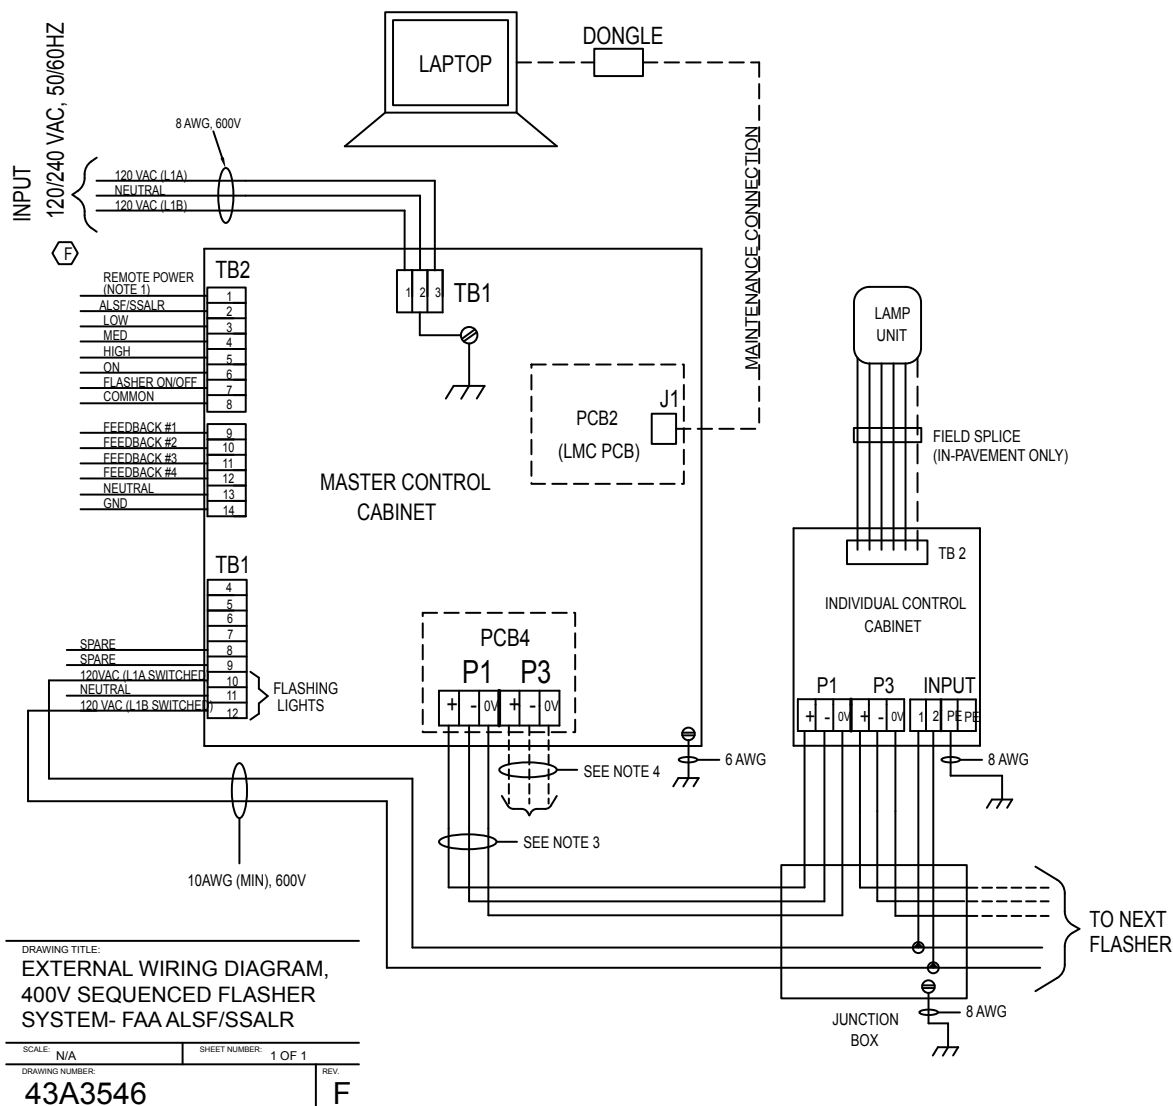 INPUT
120/240 VAC, 50/60HZ
8 AWG, 600V
120 VAC (L1A)
NEUTRAL
120 VAC (L1B)
F
LAPTOP
DONGLE
MAINTENANCE CONNECTION
TB2
REMOTE POWER
(NOTE 1)
1
ALSF/SSALR
2
LOW
3
MED
4
HIGH
5
ON
6
FLASHER ON/OFF
7
COMMON
8
FEEDBACK #1
9
FEEDBACK #2
10
FEEDBACK #3
11
FEEDBACK #4
12
NEUTRAL
13
GND
14
1 2 3
TB1
PCB2
(LMC PCB)
J1
MASTER CONTROL
CABINET
TB1
4
5
6
7
SPARE
8
SPARE
9
120VAC (L1A SWITCHED
10
NEUTRAL
11
120 VAC (L1B SWITCHED)
12
FLASHING
LIGHTS
PCB4
P1 P3
+ - 0V + - 0V
SEE NOTE 4
SEE NOTE 3
6 AWG
10AWG (MIN), 600V
LAMP
UNIT
FIELD SPLICE
(IN-PAVEMENT ONLY)
TB 2
INDIVIDUAL CONTROL
CABINET
P1 P3 INPUT
+ - 0V + - 0V 1 2 PE PE
8 AWG
TO NEXT
FLASHER
JUNCTION
BOX
8 AWG
DRAWING TITLE:
EXTERNAL WIRING DIAGRAM,
400V SEQUENCED FLASHER
SYSTEM- FAA ALSF/SSALR
SCALE: N/A SHEET NUMBER: 1 OF 1
DRAWING NUMBER: REV.
43A3546 F